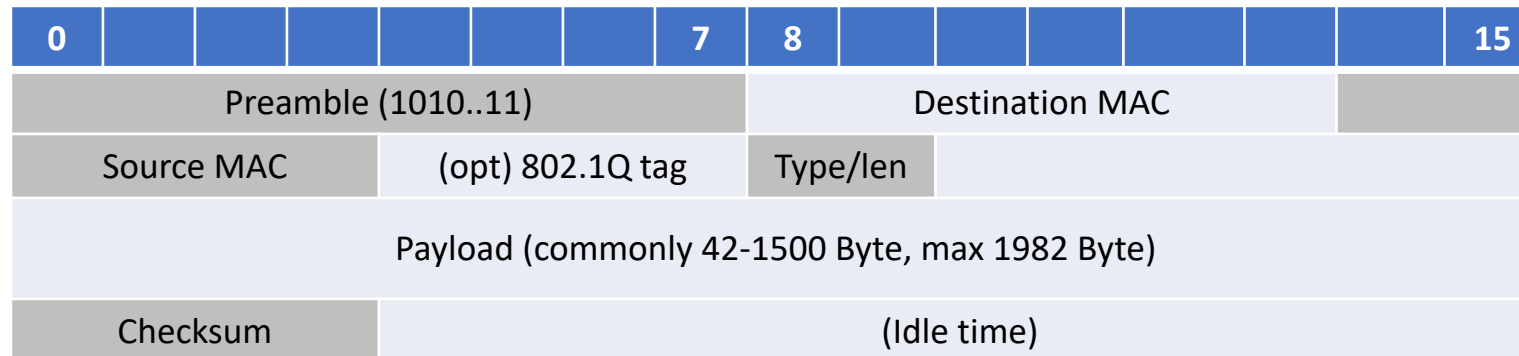 0 7 8 15
Preamble (1010..11) Destination MAC
Source MAC (opt) 802.1Q tag Type/len
Payload (commonly 42-1500 Byte, max 1982 Byte)
Checksum (Idle time)